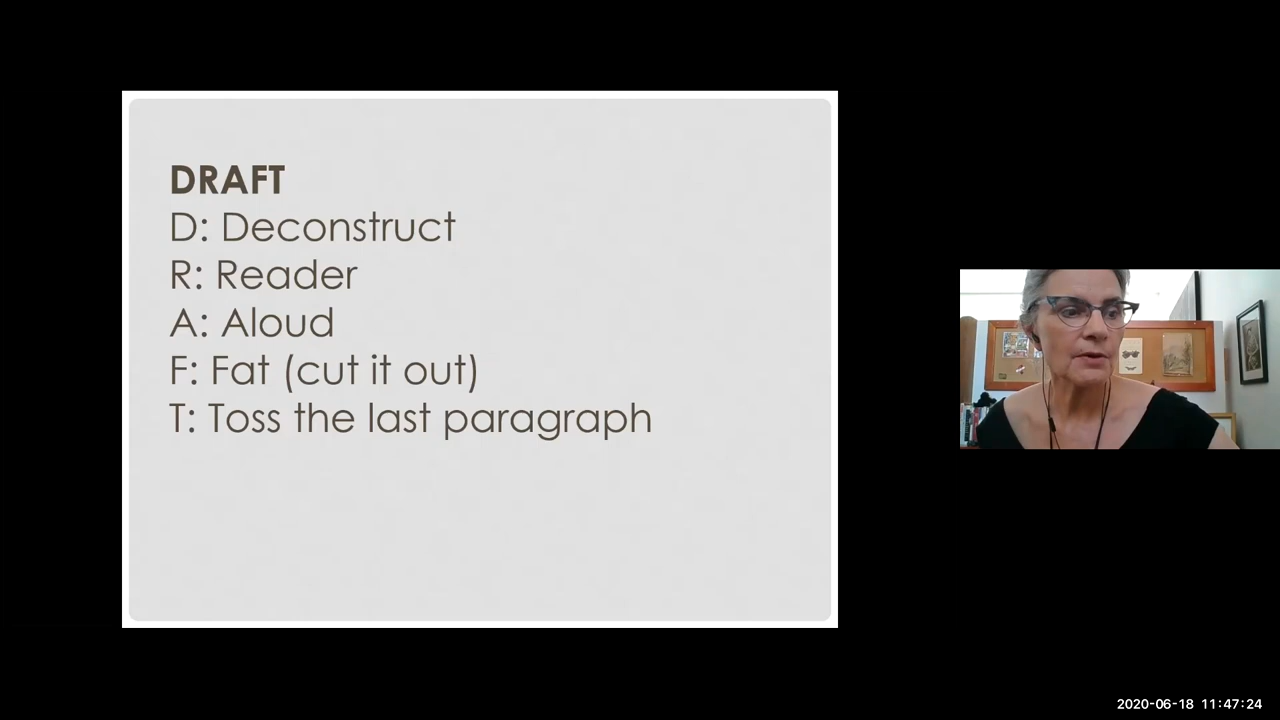 DRAFT
D: Deconstruct
R: Reader
A: Aloud
F: Fat (cut it out)
T: Toss the last paragraph
2020-06-18 11:47:24